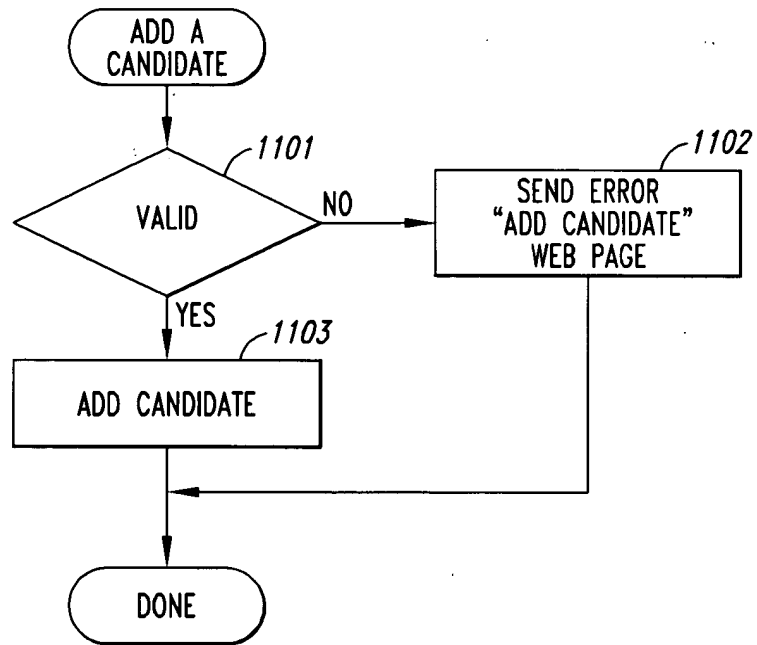 ADD A
CANDIDATE
1101
VALID
NO
1102
SEND ERROR
"ADD CANDIDATE"
WEB PAGE
YES
1103
ADD CANDIDATE
DONE